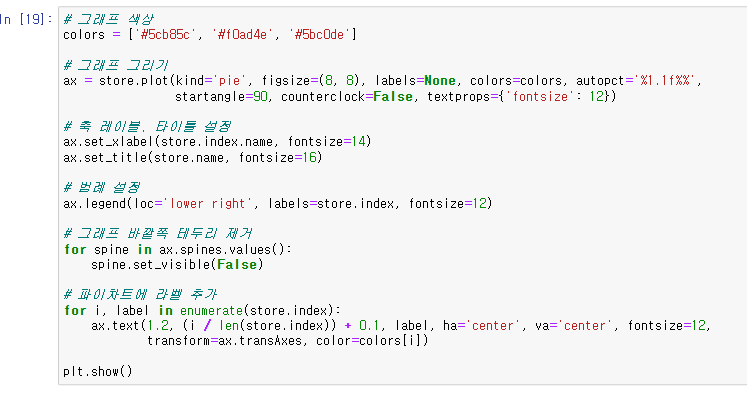 In [19]: # 그래프 색상
colors = ['#5cb85c', '#f0ad4e', '#5bc0de']
# 그래프 그리기
ax = store.plot(kind='pie', figsize=(8, 8), labels=None, colors=colors, autopct='%1.1f%%',
startangle=90, counterclock=False, textprops={'fontsize': 12})
# 축 레이블, 타이틀 설정
ax.set_xlabel(store.index.name, fontsize=14)
ax.set_title(store.name, fontsize=16)
# 범례 설정
ax.legend(loc='lower right', labels=store.index, fontsize=12)
# 그래프 바깥쪽 테두리 제거
for spine in ax.spines.values():
spine.set_visible(False)
# 파이차트에 라벨 추가
for i, label in enumerate(store.index):
ax.text(1.2, (i / len(store.index)) + 0.1, label, ha='center', va='center', fontsize=12,
transform=ax.transAxes, color=colors[i])
plt.show()